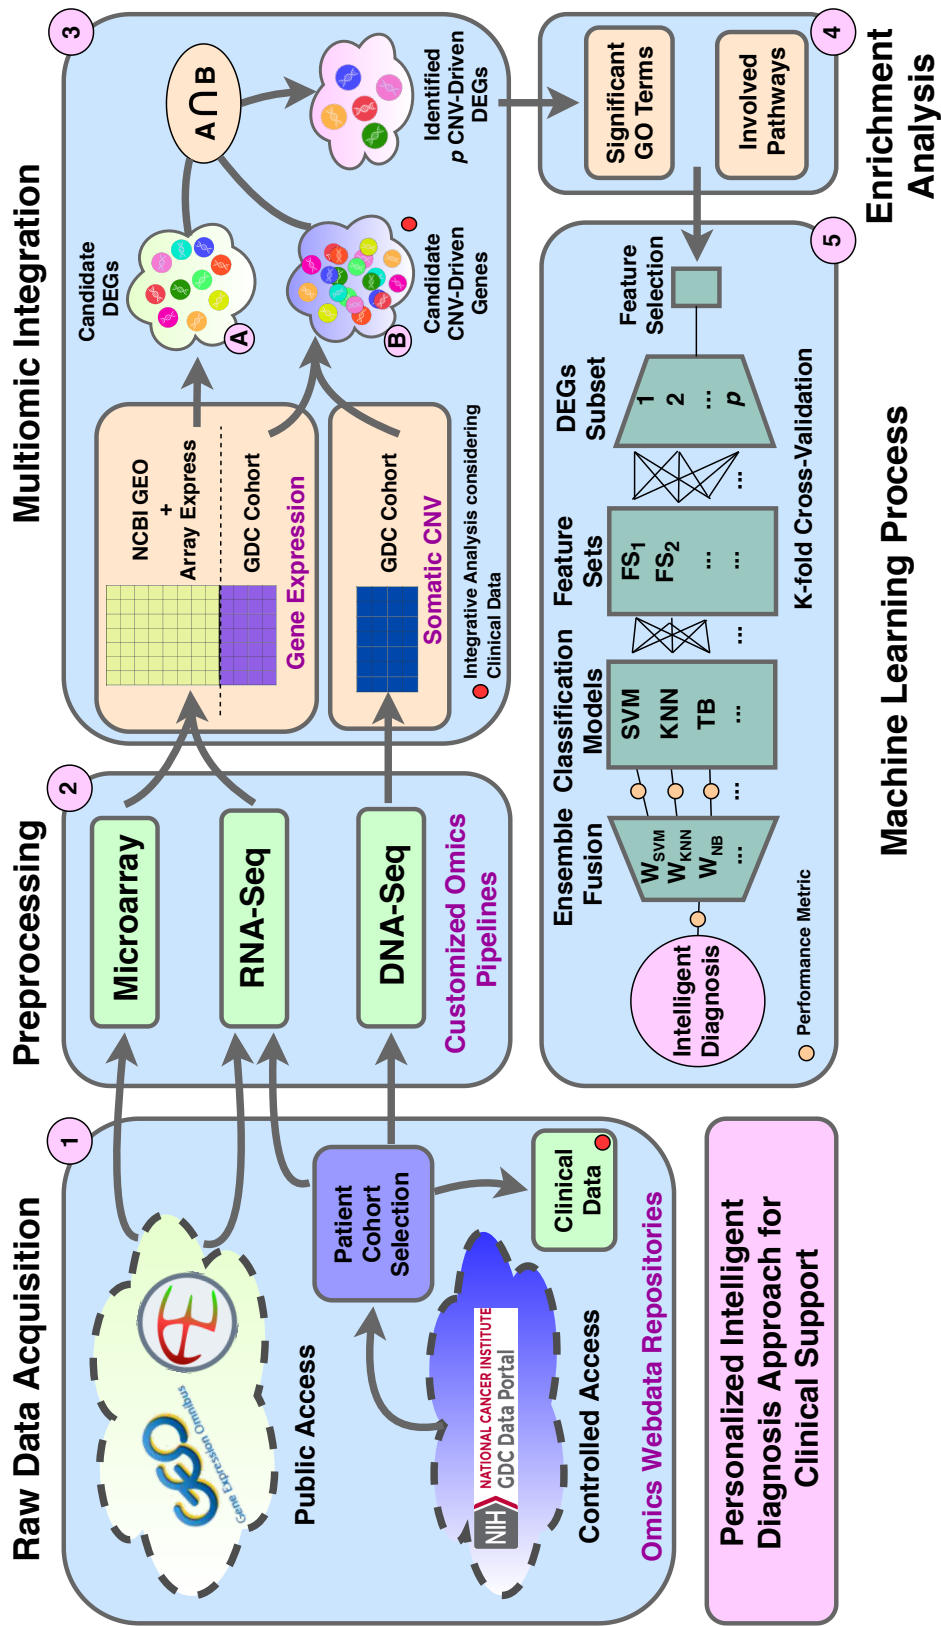 Raw Data Acquisition
1
Gene Expression Omnibus
Public Access
Patient
Cohort
Selection
NIH
NATIONAL CANCER INSTITUTE
GDC Data Portal
Controlled Access
Clinical
Data
Omics Webdata Repositories
Preprocessing
2
Microarray
RNA-Seq
DNA-Seq
Customized Omics
Pipelines
Multiomic Integration
3
NCBI GEO
+
Array Express
GDC Cohort
Gene Expression
GDC Cohort
Somatic CNV
Integrative Analysis considering
Clinical Data
Candidate
DEGs
A
B
Candidate
CNV-Driven
Genes
A∩B
Identified
p CNV-Driven
DEGs
4
Significant
GO Terms
Involved
Pathways
Enrichment
Analysis
5
Feature
Selection
DEGs
Subset
1
2
...
p
...
Feature
Sets
FS1
FS2
...
...
...
Classification
Models
SVM
KNN
TB
...
...
Ensemble
Fusion
WSVM
WKNN
WNB
...
Intelligent
Diagnosis
K-fold Cross-Validation
Performance Metric
Machine Learning Process
Personalized Intelligent
Diagnosis Approach for
Clinical Support